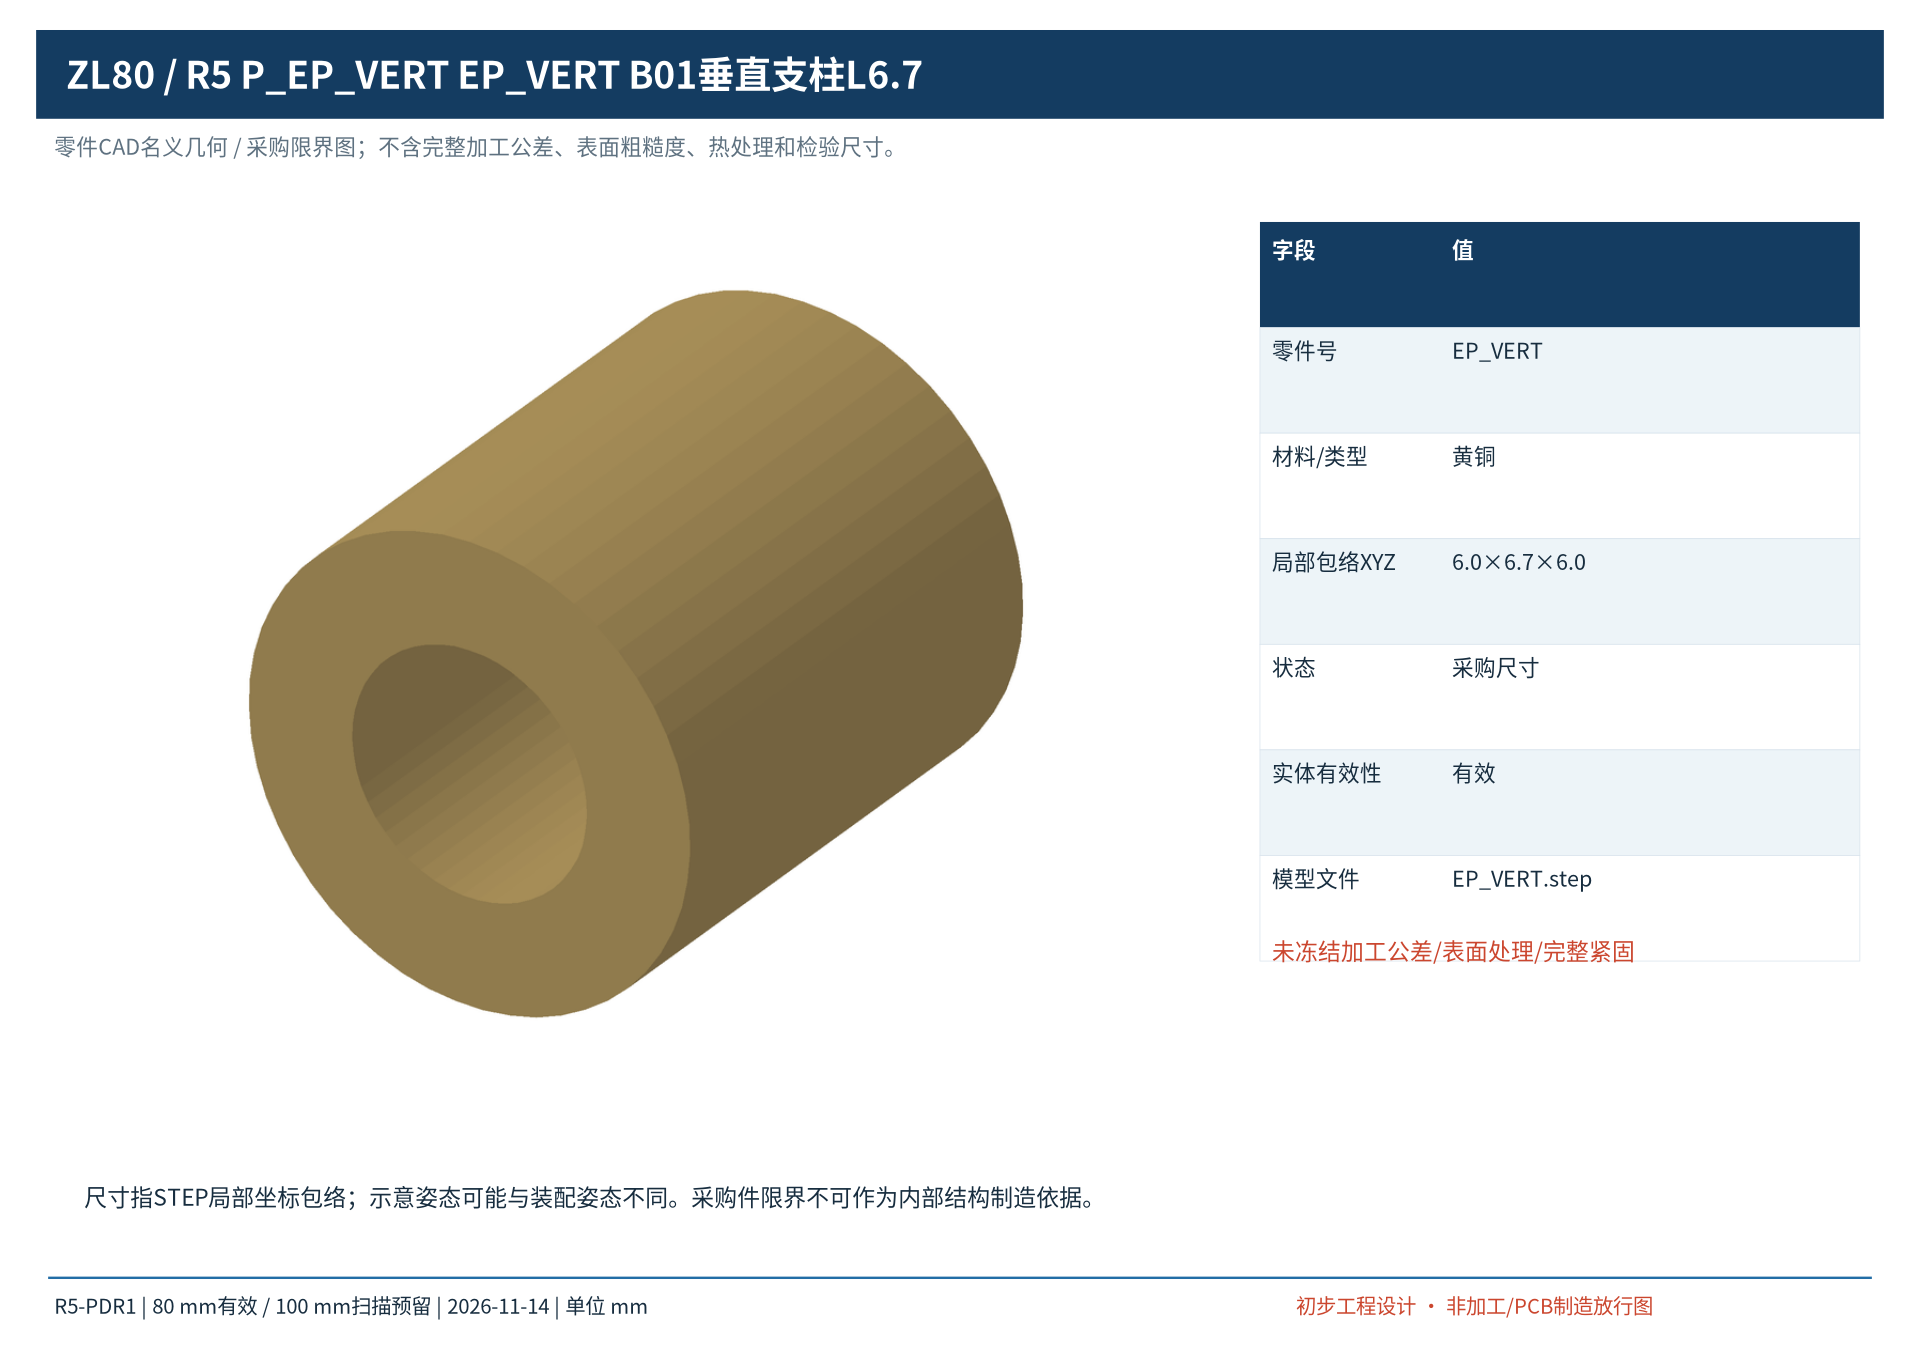 ZL80 / R5 P_EP_VERT EP_VERT B01垂直支柱L6.7
零件CAD名义几何 / 采购限界图；不含完整加工公差、表面粗糙度、热处理和检验尺寸。
字段 值
零件号 EP_VERT
材料/类型 黄铜
局部包络XYZ 6.0×6.7×6.0
状态 采购尺寸
实体有效性 有效
模型文件 EP_VERT.step
未冻结加工公差/表面处理/完整紧固
尺寸指STEP局部坐标包络；示意姿态可能与装配姿态不同。采购件限界不可作为内部结构制造依据。
R5-PDR1 | 80 mm有效 / 100 mm扫描预留 | 2026-11-14 | 单位 mm
初步工程设计 · 非加工/PCB制造放行图